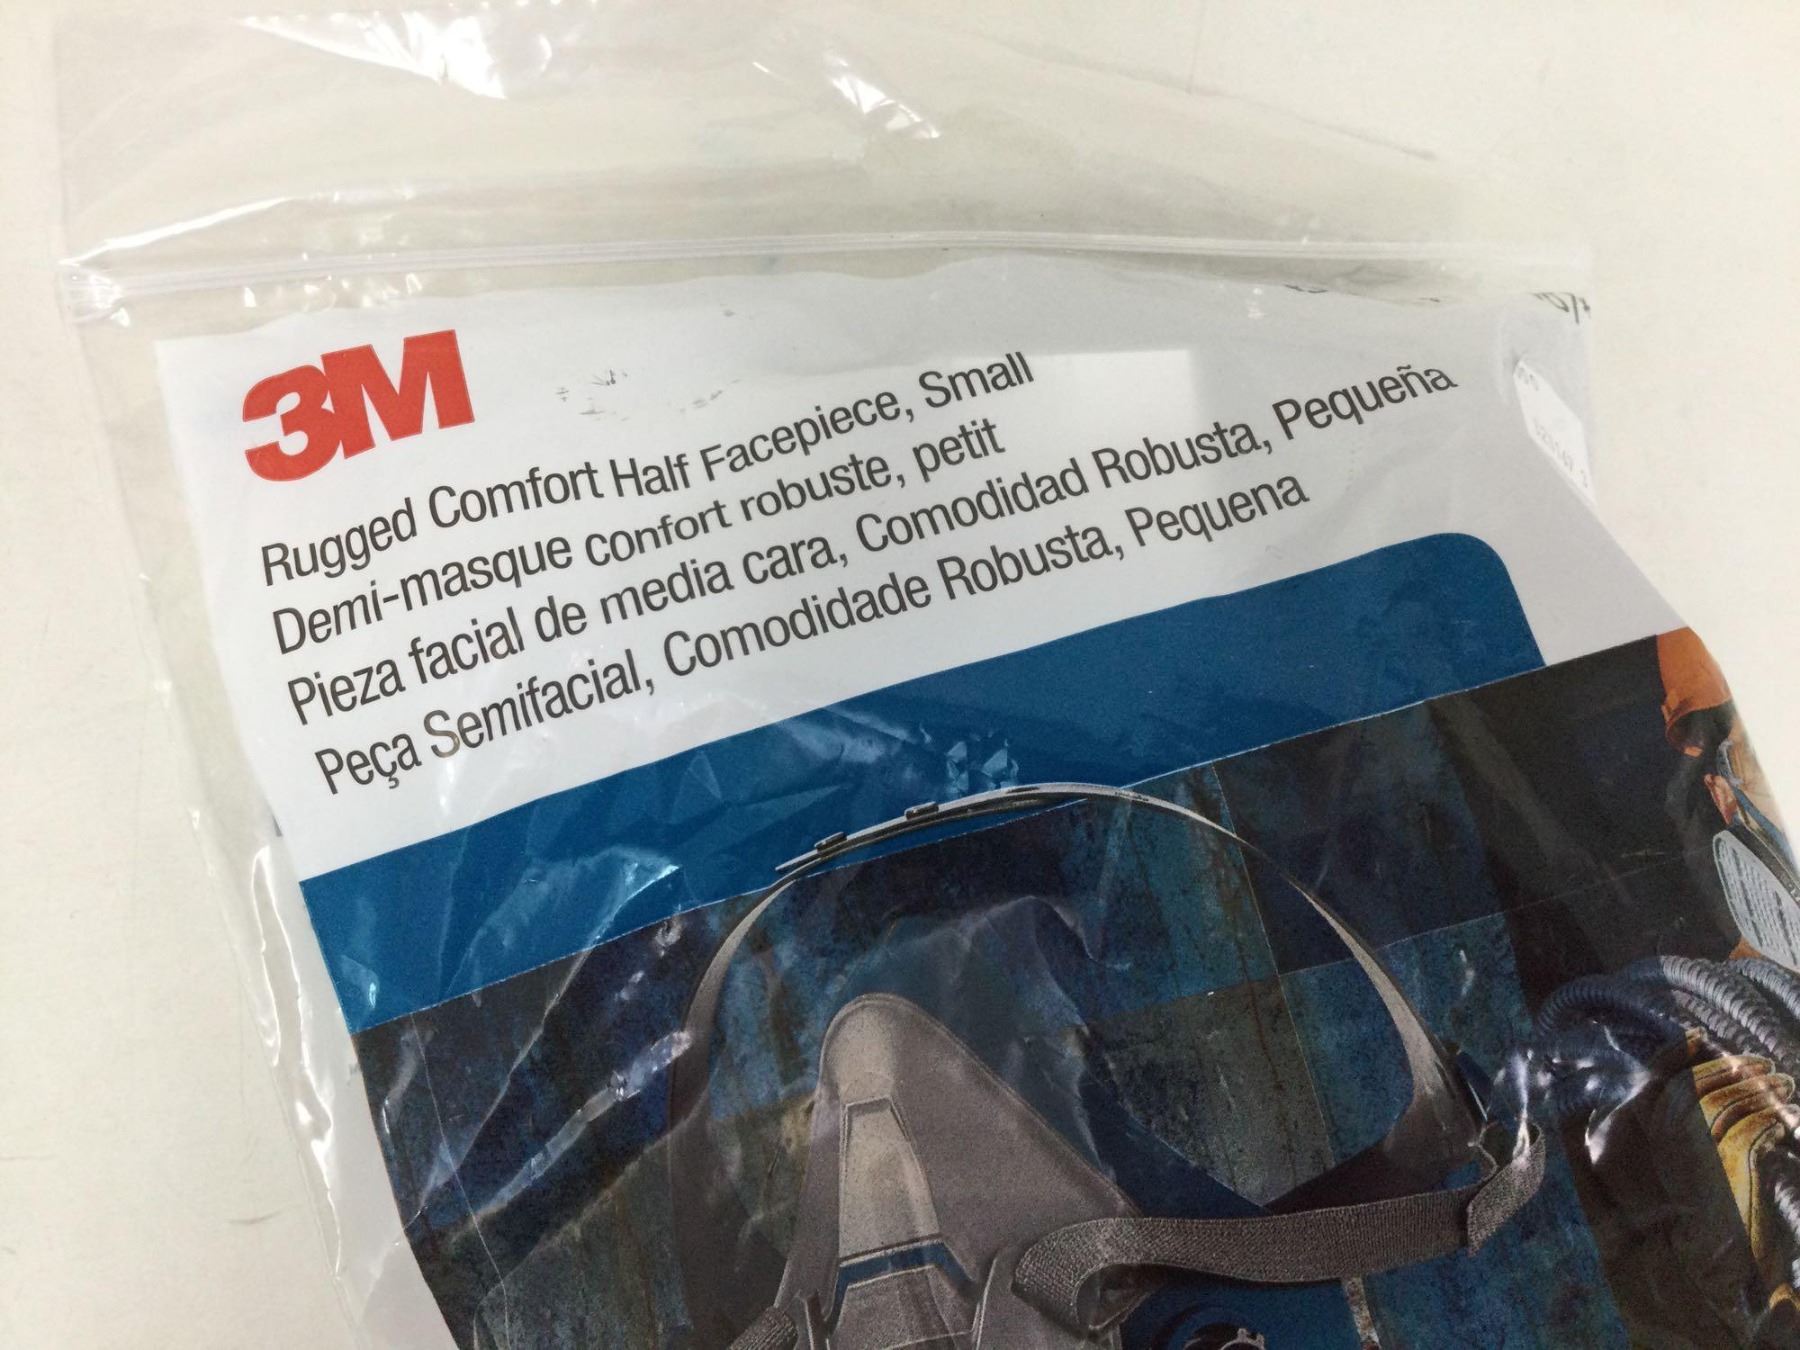 3M
Rugged Comfort Half Facepiece, Small
Demi-masque confort robuste, petit
Pieza facial de media cara, Comodidad Robusta, Pequeña
Peça Semifacial, Comodidade Robusta, Pequena